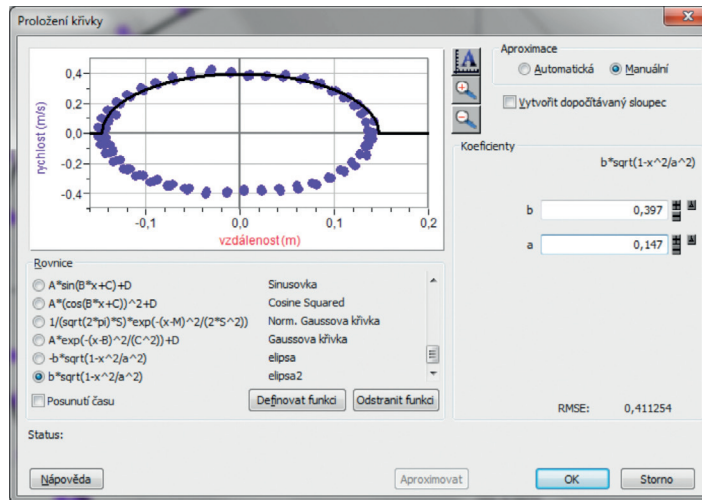 Proložení křivky
0,4
0,2
0,0
-0,2
-0,4
rychlost (m/s)
-0,1
0,0
0,1
0,2
vzdálenost (m)
A
Aproximace
Automatická
Manuální
Vytvořit dopočítávaný sloupec
Koeficienty
b*sqrt(1-x^2/a^2)
b
0,397
a
0,147
Rovnice
A*sin(B*x+C)+D Sinusovka
A*(cos(B*x+C))^2+D Cosine Squared
1/(sqrt(2*pi)*S)*exp(-(x-M)^2/(2*S^2)) Norm. Gaussova křivka
A*exp(-(x-B)^2/(C^2))+D Gaussova křivka
-b*sqrt(1-x^2/a^2) elipsa
b*sqrt(1-x^2/a^2) elipsa2
Posunutí času
Definovat funkci
Odstranit funkci
RMSE: 0,411254
Status:
Nápověda
Aproximovat
OK
Storno